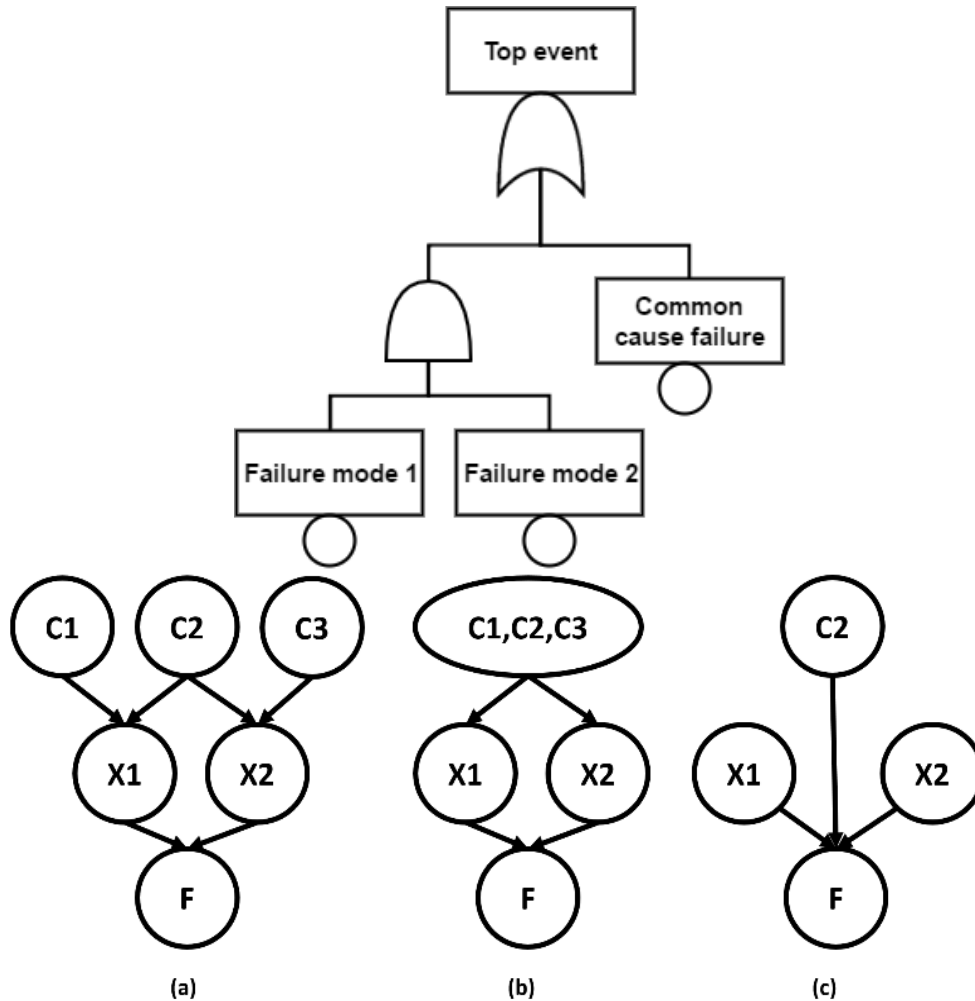 Top event
Common
cause failure
Failure mode 1
Failure mode 2
C1
C2
C3
X1
X2
F
(a)
C1,C2,C3
X1
X2
F
(b)
C2
X1
X2
F
(c)